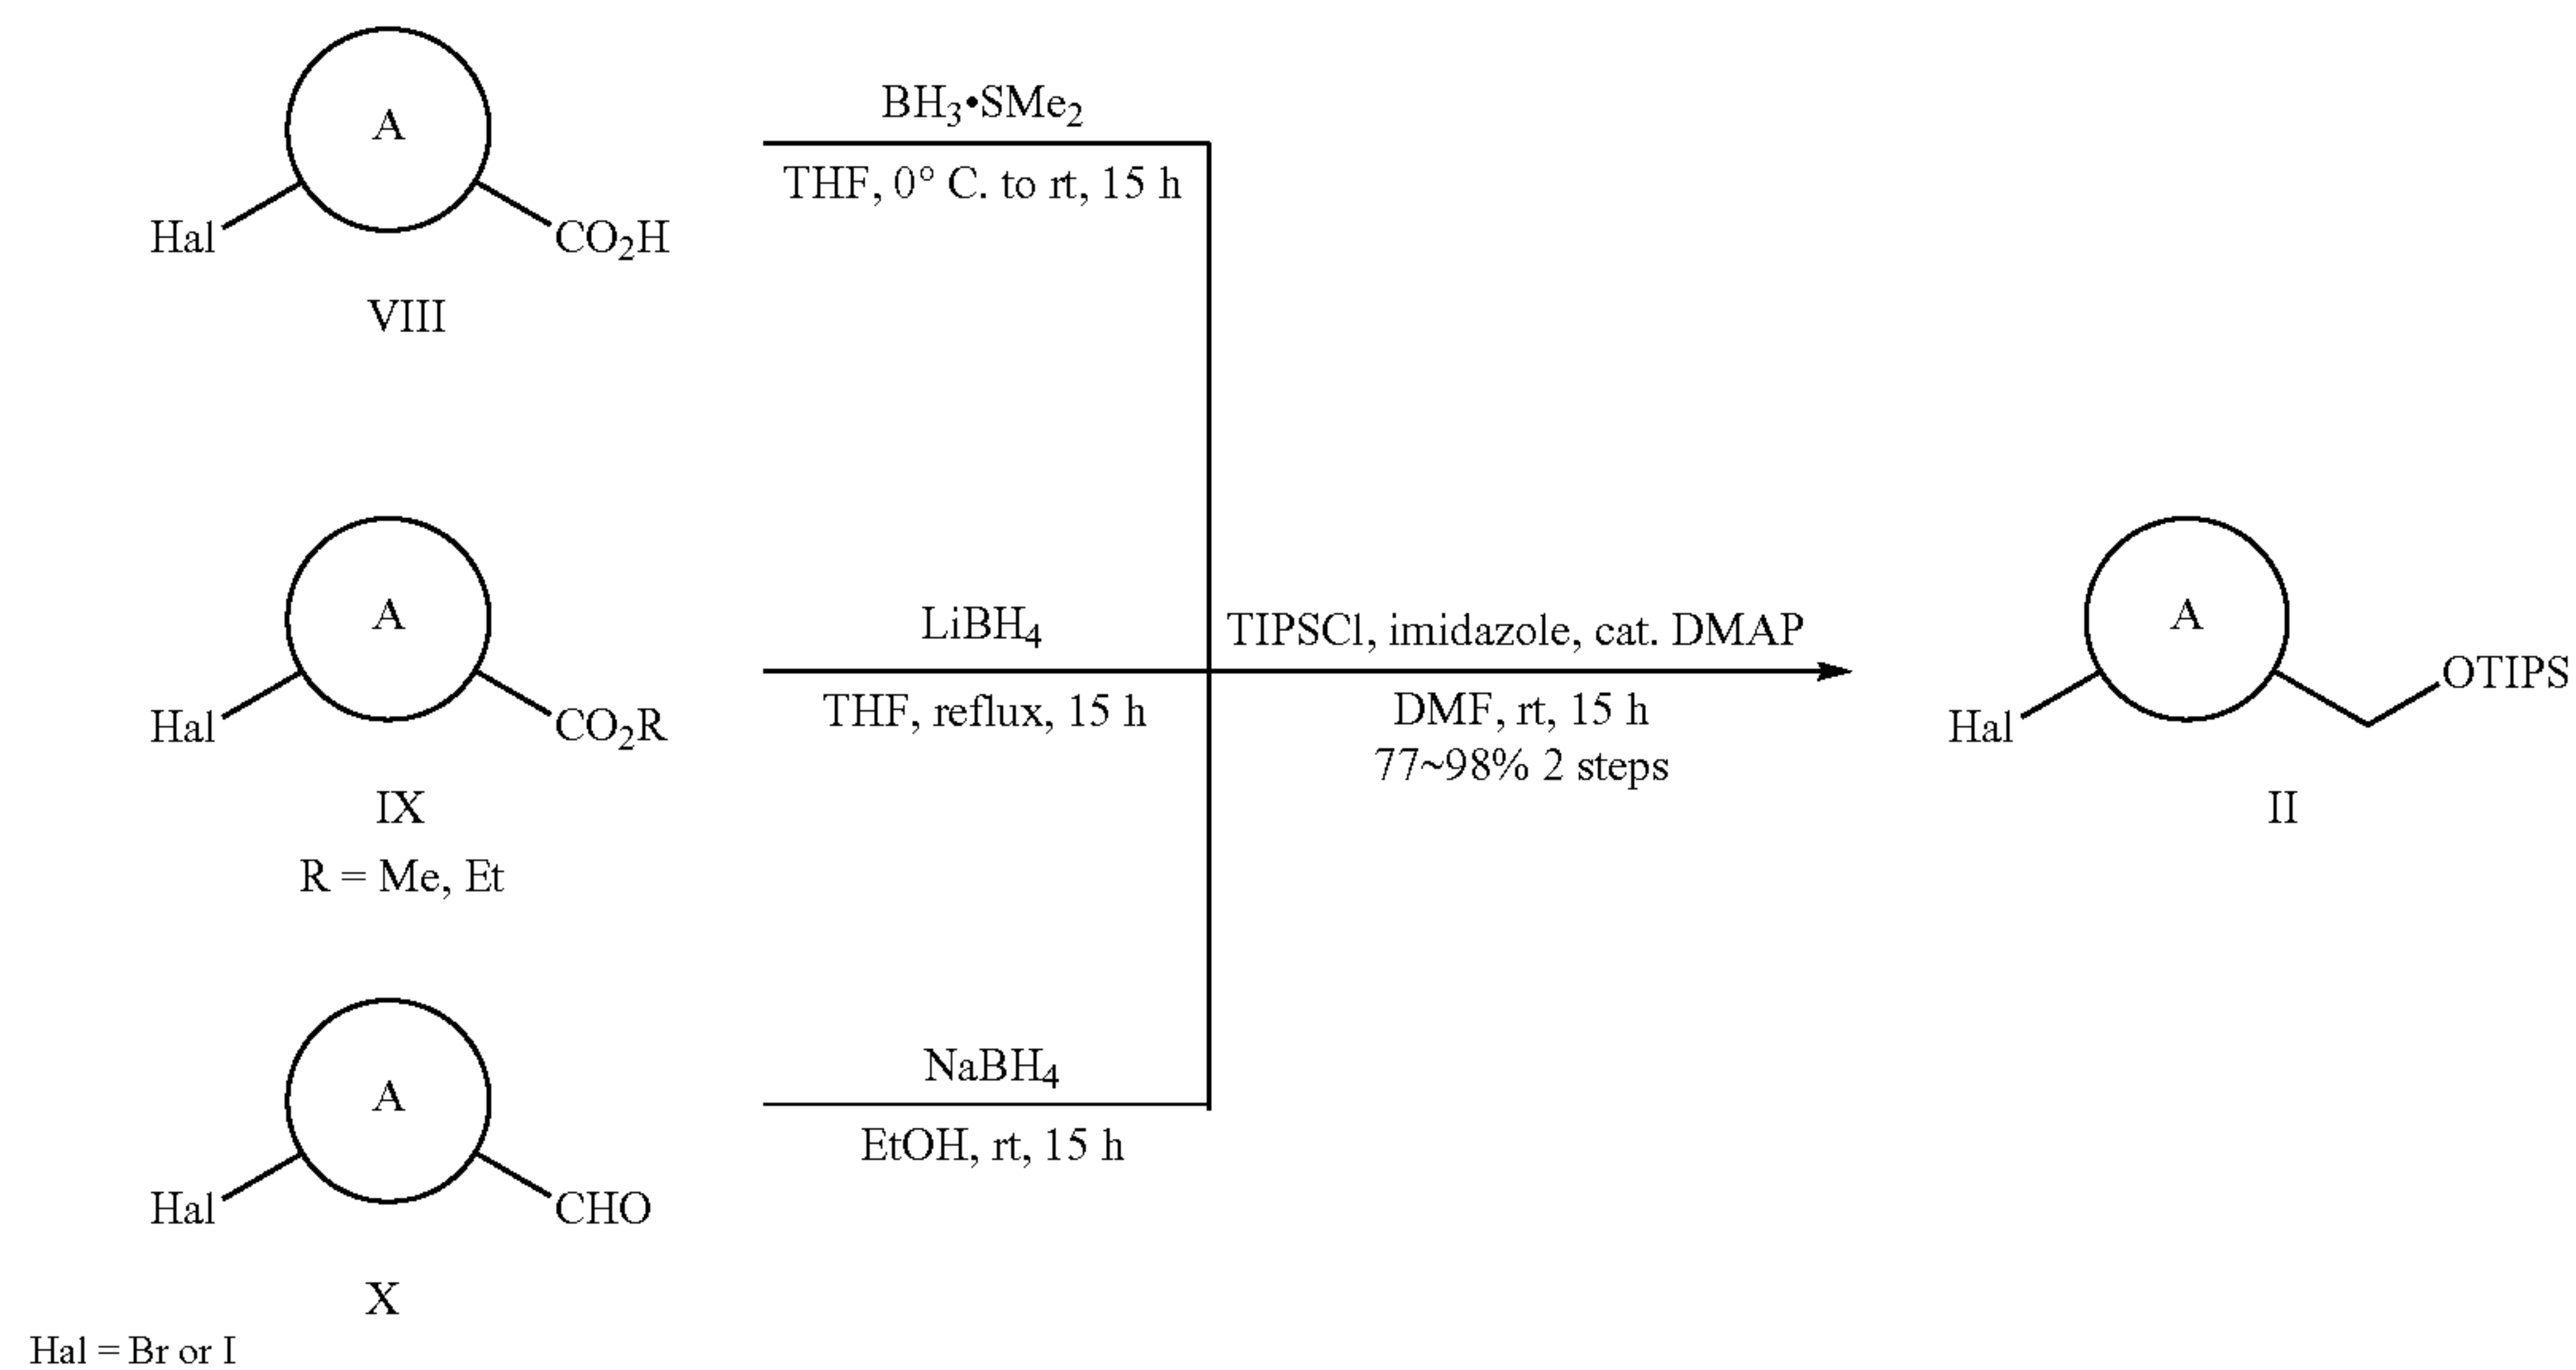 A
Hal
CO2H
VIII
BH3•SMe2
THF, 0° C. to rt, 15 h
A
Hal
CO2R
IX
R = Me, Et
LiBH4
THF, reflux, 15 h
TIPSCl, imidazole, cat. DMAP
DMF, rt, 15 h
77~98% 2 steps
A
Hal
OTIPS
II
A
Hal
CHO
X
NaBH4
EtOH, rt, 15 h
Hal = Br or I